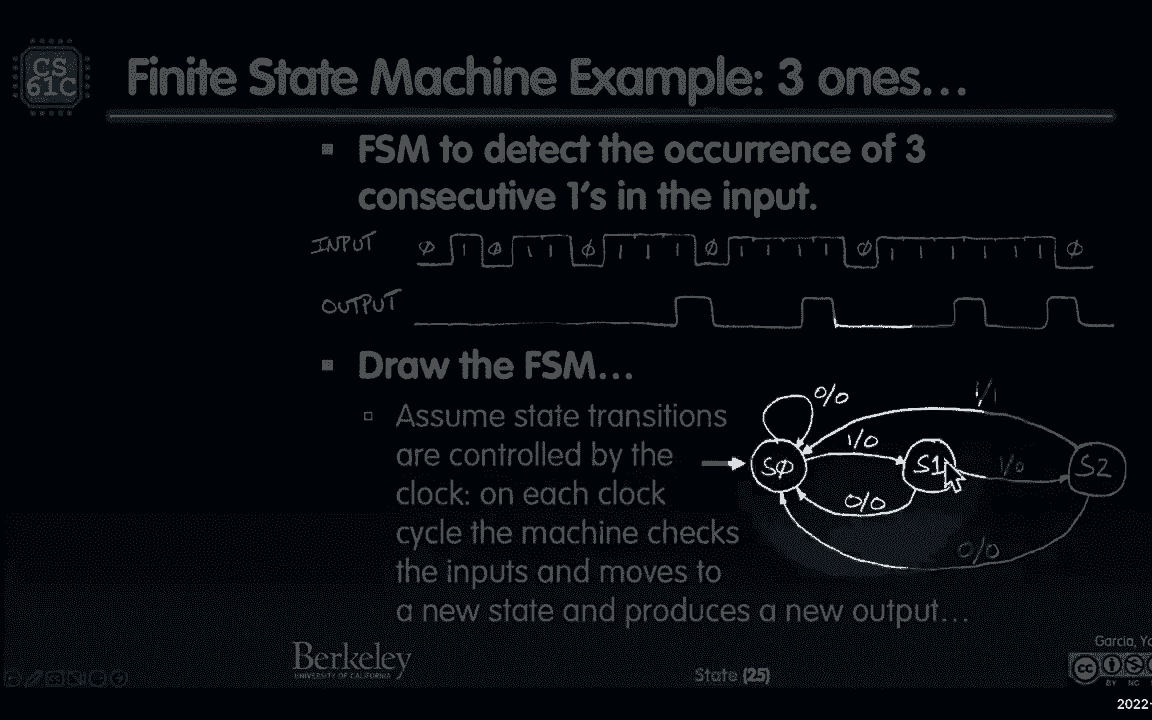 CS
61C
Finite State Machine Example: 3 ones…
▪ FSM to detect the occurrence of 3
consecutive 1's in the input.
INPUT Ø 1 Ø 1 1 Ø 1 1 1 Ø 1 1 1 1 Ø 1 1 1 1 1 1 Ø
OUTPUT
▪ Draw the FSM…
0/0
1/1
▫ Assume state transitions
are controlled by the
clock: on each clock
cycle the machine checks
the inputs and moves to
a new state and produces a new output…
1/0
SØ
S1
1/0
S2
0/0
0/0
Berkeley
UNIVERSITY OF CALIFORNIA
State (25)
Garcia,
cc
BY NC
2022-